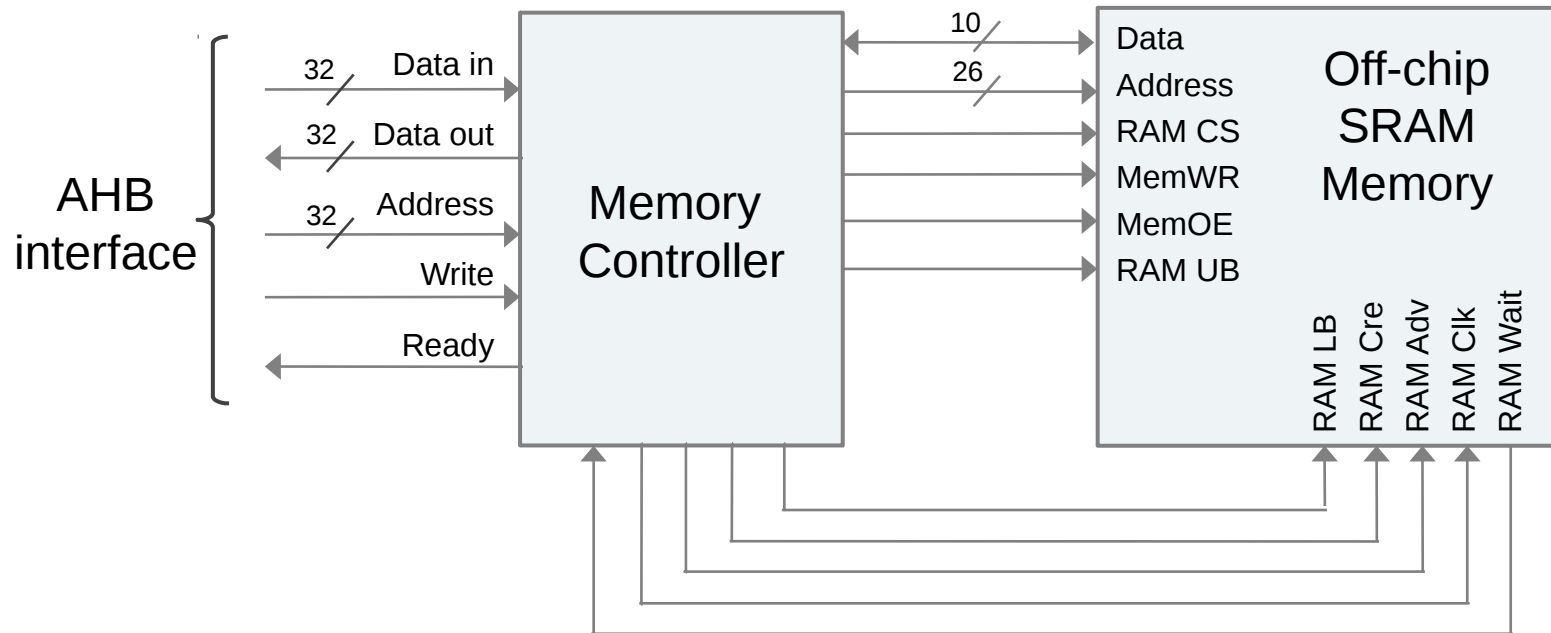 AHB
interface
32
Data in
32
Data out
32
Address
Write
Ready
Memory
Controller
10
26
Data
Address
RAM CS
MemWR
MemOE
RAM UB
Off-chip
SRAM
Memory
RAM LB
RAM Cre
RAM Adv
RAM Clk
RAM Wait